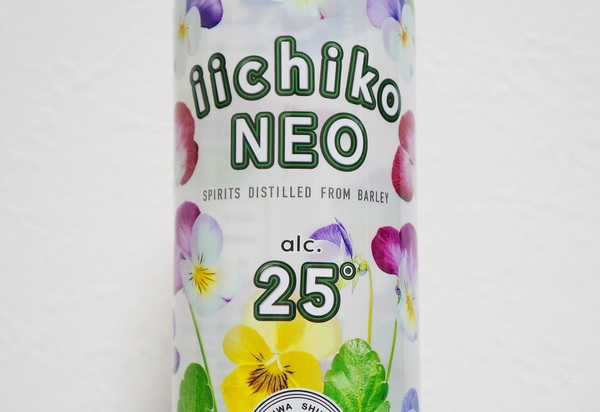 iichiko
NEO
SPIRITS DISTILLED FROM BARLEY
alc.
25°